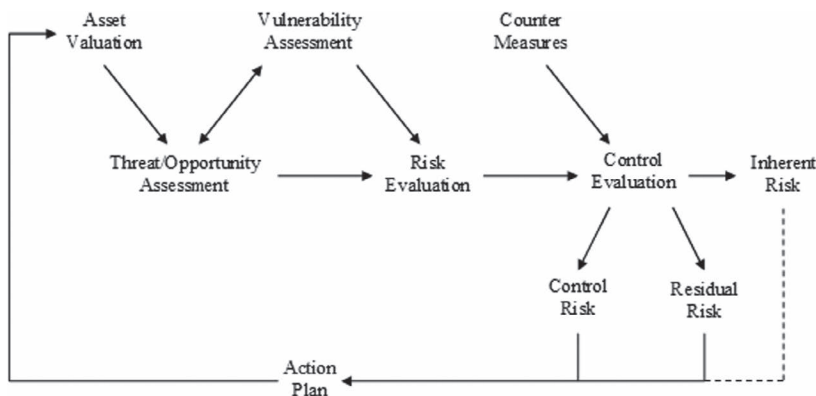 Asset
Valuation
Vulnerability
Assessment
Counter
Measures
Threat/Opportunity
Assessment
Risk
Evaluation
Control
Evaluation
Inherent
Risk
Control
Risk
Residual
Risk
Action
Plan